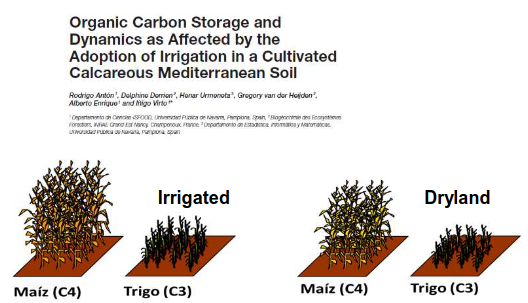 Organic Carbon Storage and
Dynamics as Affected by the
Adoption of Irrigation in a Cultivated
Calcareous Mediterranean Soil
Rodrigo Antón¹, Delphine Derrien², Henar Urmeneta³, Gregory van der Heijden²,
Alberto Enrique¹ and Iñigo Virto¹*
¹ Departamento de Ciencias Universidad Pública de Navarra, Pamplona, Spain, ² Biogéochimie des Ecosystèmes
Forestiers, INRAE Grand Est Nancy, Champenoux, France, ³ Departamento de Estadística, Informática y Matemáticas,
Universidad Pública de Navarra, Pamplona, Spain
Irrigated
Dryland
Maíz (C4)
Trigo (C3)
Maíz (C4)
Trigo (C3)